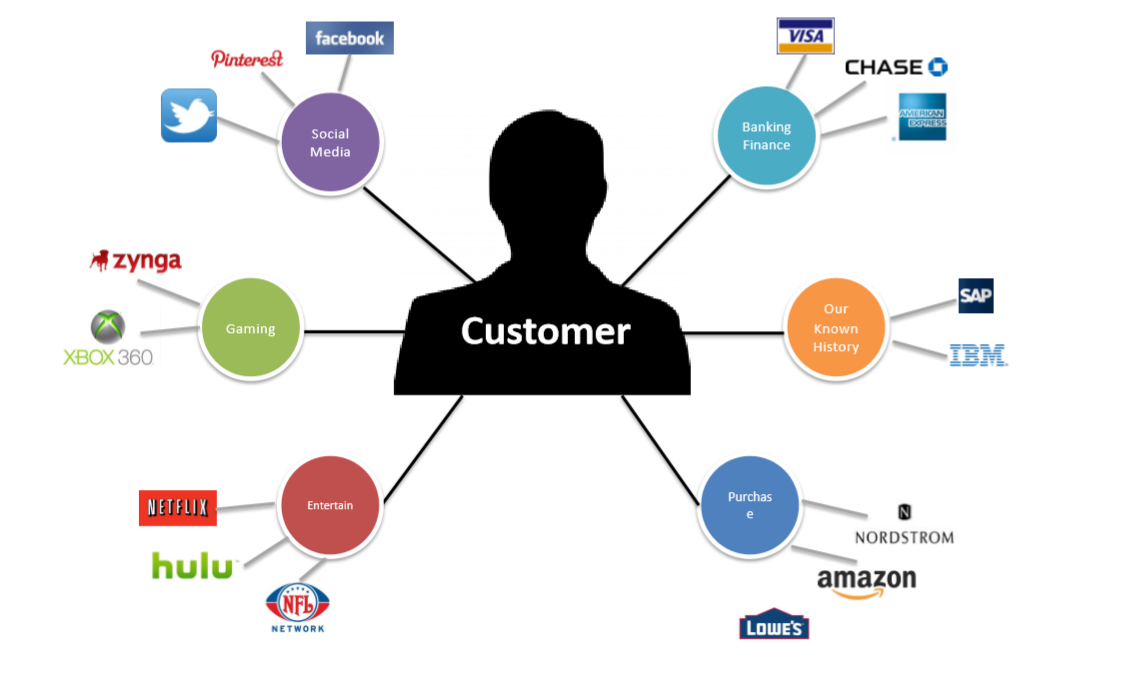 facebook
Pinterest
Social
Media
VISA
CHASE
AMERICAN
EXPRESS
Banking
Finance
zynga
XBOX 360
Gaming
Customer
Our
Known
History
SAP
IBM
NETFLIX
hulu
NFL
NETWORK
Entertain
Purchas
e
N
NORDSTROM
amazon
LOWE'S